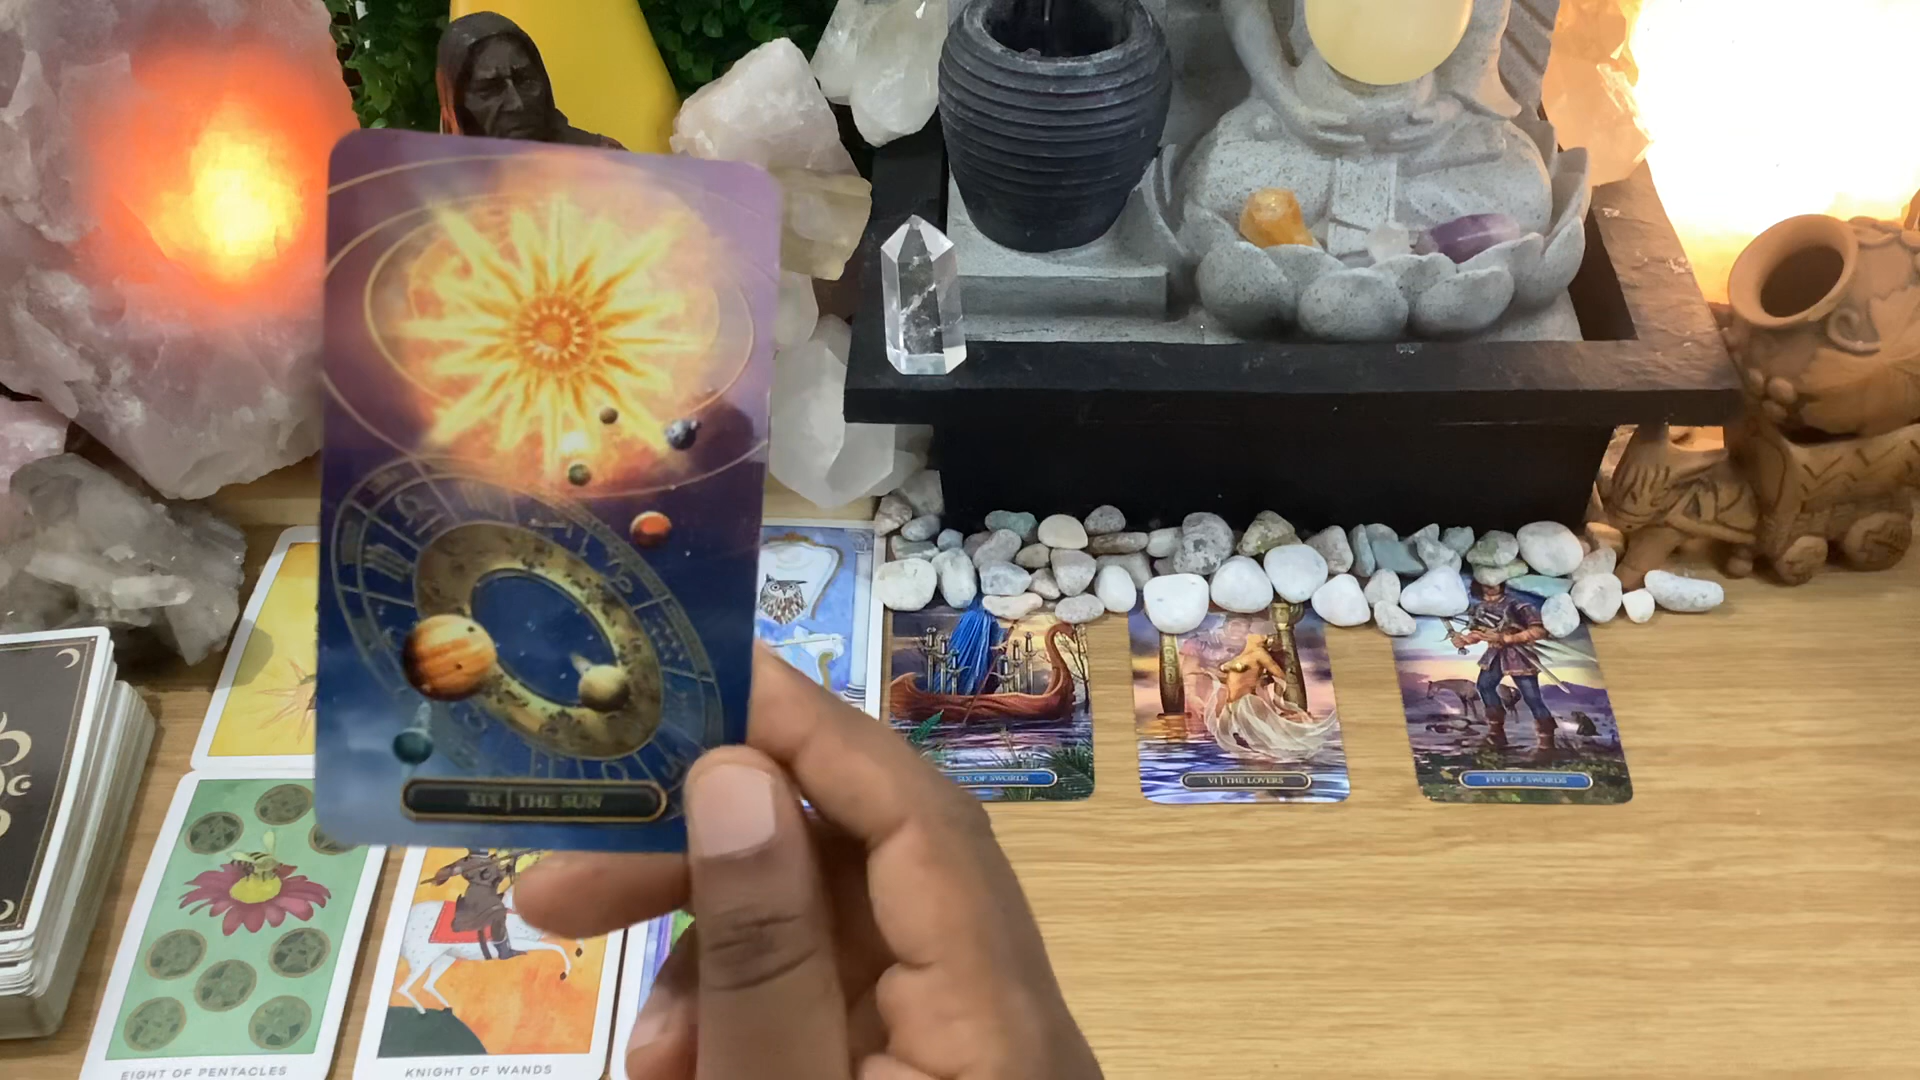 XIX | THE SUN
SIX OF SWORDS
VI | THE LOVERS
FIVE OF SWORDS
EIGHT OF PENTACLES
KNIGHT OF WANDS